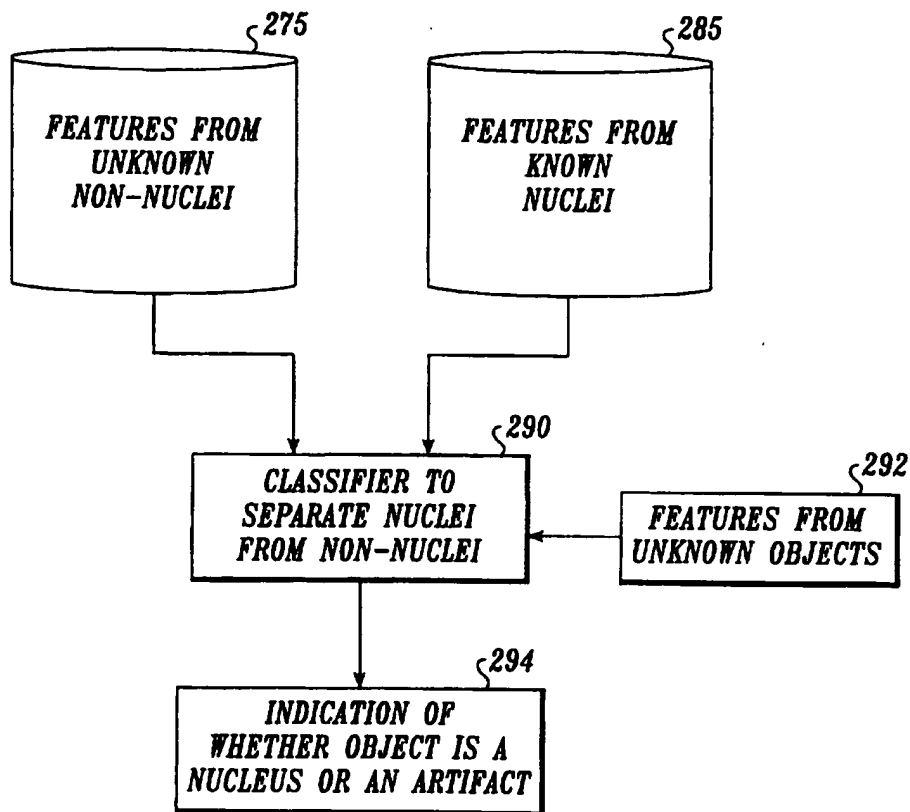 275
FEATURES FROM
UNKNOWN
NON-NUCLEI
285
FEATURES FROM
KNOWN
NUCLEI
290
CLASSIFIER TO
SEPARATE NUCLEI
FROM NON-NUCLEI
292
FEATURES FROM
UNKNOWN OBJECTS
294
INDICATION OF
WHETHER OBJECT IS A
NUCLEUS OR AN ARTIFACT